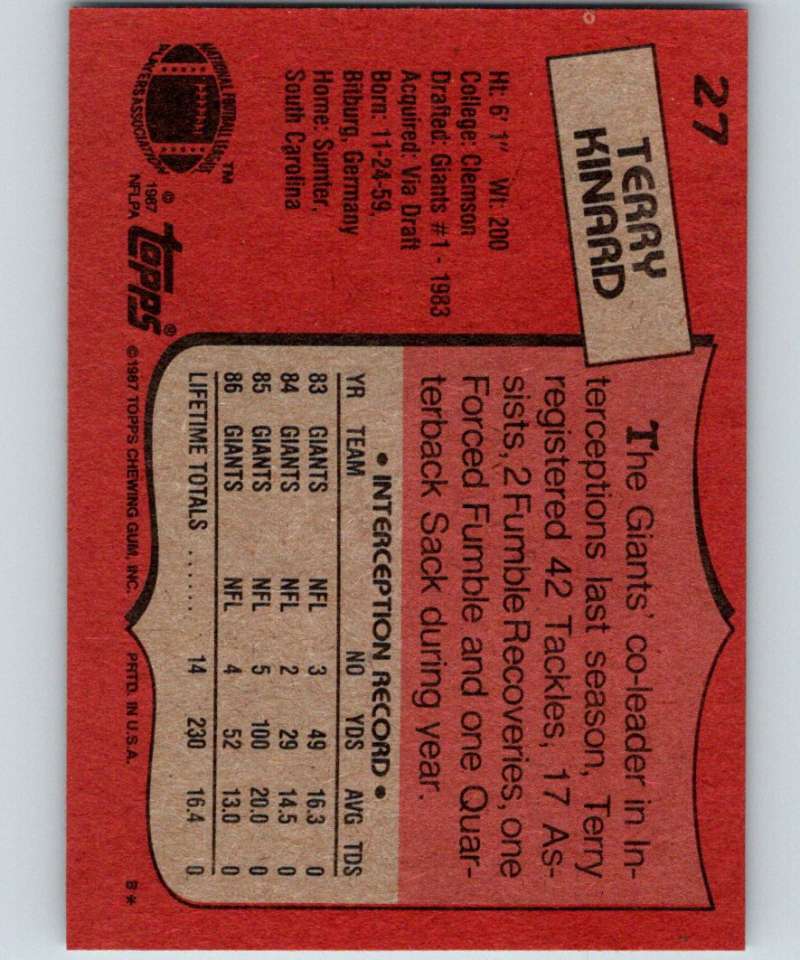 27
TERRY
KINARD
Ht: 6' 1" Wt: 200
College: Clemson
Drafted: Giants #1 - 1983
Acquired: Via Draft
Born: 11-24-59,
Bitburg, Germany
Home: Sumter,
South Carolina
NATIONAL FOOTBALL LEAGUE
PLAYERS ASSOCIATION
™
© 1987
NFLPA
topps®
The Giants' co-leader in In-
terceptions last season, Terry
registered 42 Tackles, 17 As-
sists, 2 Fumble Recoveries, one
Forced Fumble and one Quar-
terback Sack during year.
• INTERCEPTION RECORD •
YR TEAM NO YDS AVG TDS
83 GIANTS NFL 3 49 16.3 0
84 GIANTS NFL 2 29 14.5 0
85 GIANTS NFL 5 100 20.0 0
86 GIANTS NFL 4 52 13.0 0
LIFETIME TOTALS ...... 14 230 16.4 0
©1987 TOPPS CHEWING GUM, INC. PRTD. IN U.S.A. B*